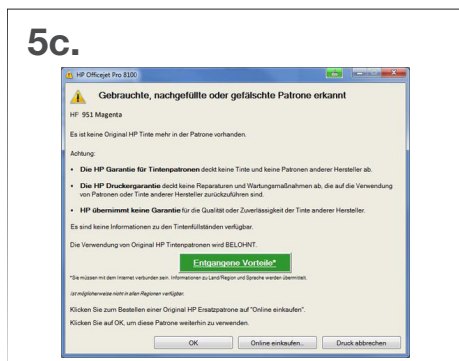 5c.
HP Officejet Pro 8100
Gebrauchte, nachgefüllte oder gefälschte Patrone erkannt
HP 951 Magenta
Es ist keine Original HP Tinte mehr in der Patrone vorhanden.
Achtung:
• Die HP Garantie für Tintenpatronen deckt keine Tinte und keine Patronen anderer Hersteller ab.
• Die HP Druckergarantie deckt keine Reparaturen und Wartungsmaßnahmen ab, die auf die Verwendung
von Patronen oder Tinte anderer Hersteller zurückzuführen sind.
• HP übernimmt keine Garantie für die Qualität oder Zuverlässigkeit der Tinte anderer Hersteller.
Es sind keine Informationen zu den Tintenfüllständen verfügbar.
Die Verwendung von Original HP Tintenpatronen wird BELOHNT.
Entgangene Vorteile*
*Sie müssen mit dem Internet verbunden sein. Informationen zu Land/Region und Sprache werden übermittelt.
Ist möglicherweise nicht in allen Regionen verfügbar.
Klicken Sie zum Bestellen einer Original HP Ersatzpatrone auf "Online einkaufen".
Klicken Sie auf OK, um diese Patrone weiterhin zu verwenden.
OK
Online einkaufen..
Druck abbrechen